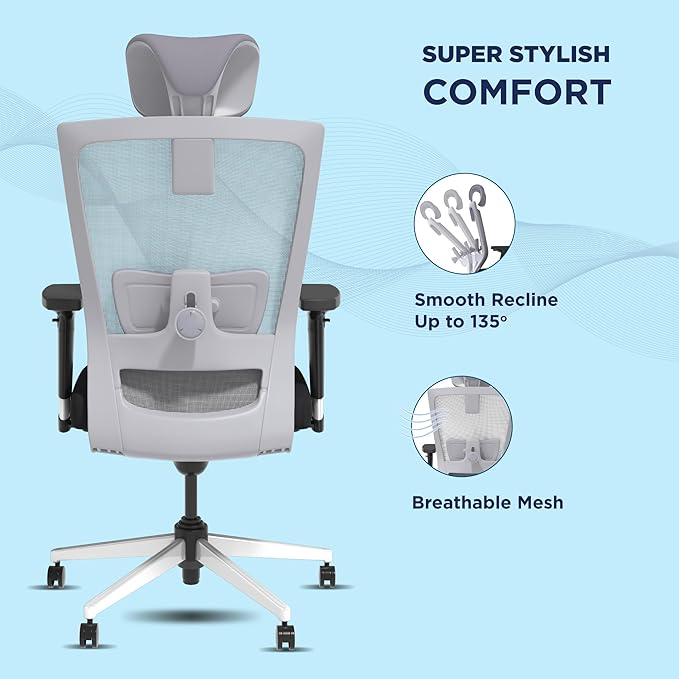 SUPER STYLISH
COMFORT
Smooth Recline
Up to 135°
Breathable Mesh